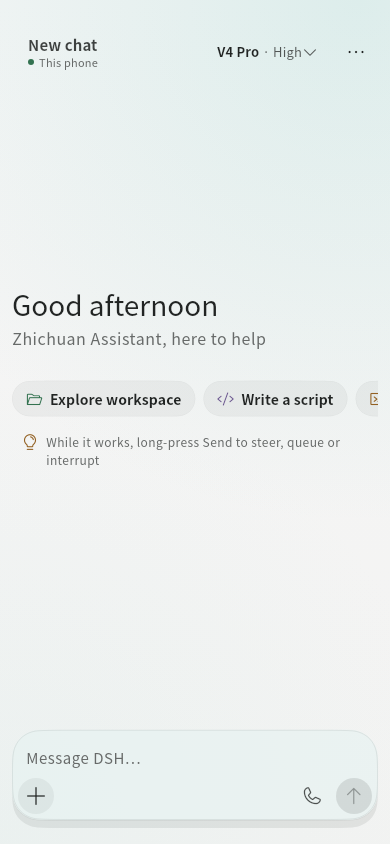 New chat
This phone
V4 Pro · High
Good afternoon
Zhichuan Assistant, here to help
Explore workspace
Write a script
While it works, long-press Send to steer, queue or
interrupt
Message DSH…